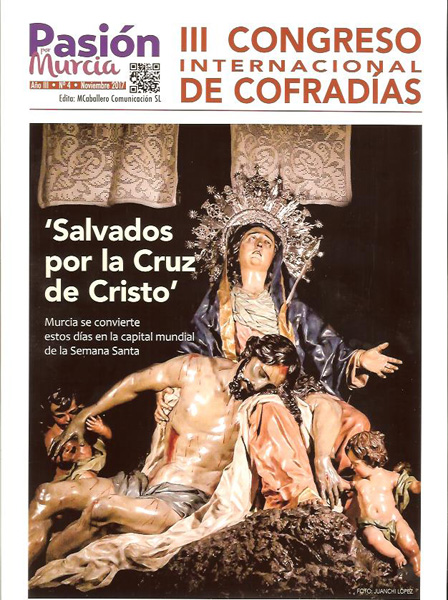 Pasión
por
Murcia
Año III • Nº 4 • Noviembre 2017
Edita: MCaballero Comunicación SL
III CONGRESO
INTERNACIONAL
DE COFRADÍAS
‘Salvados
por la Cruz
de Cristo’
Murcia se convierte
estos días en la capital mundial
de la Semana Santa
FOTO: JUANCHI LÓPEZ